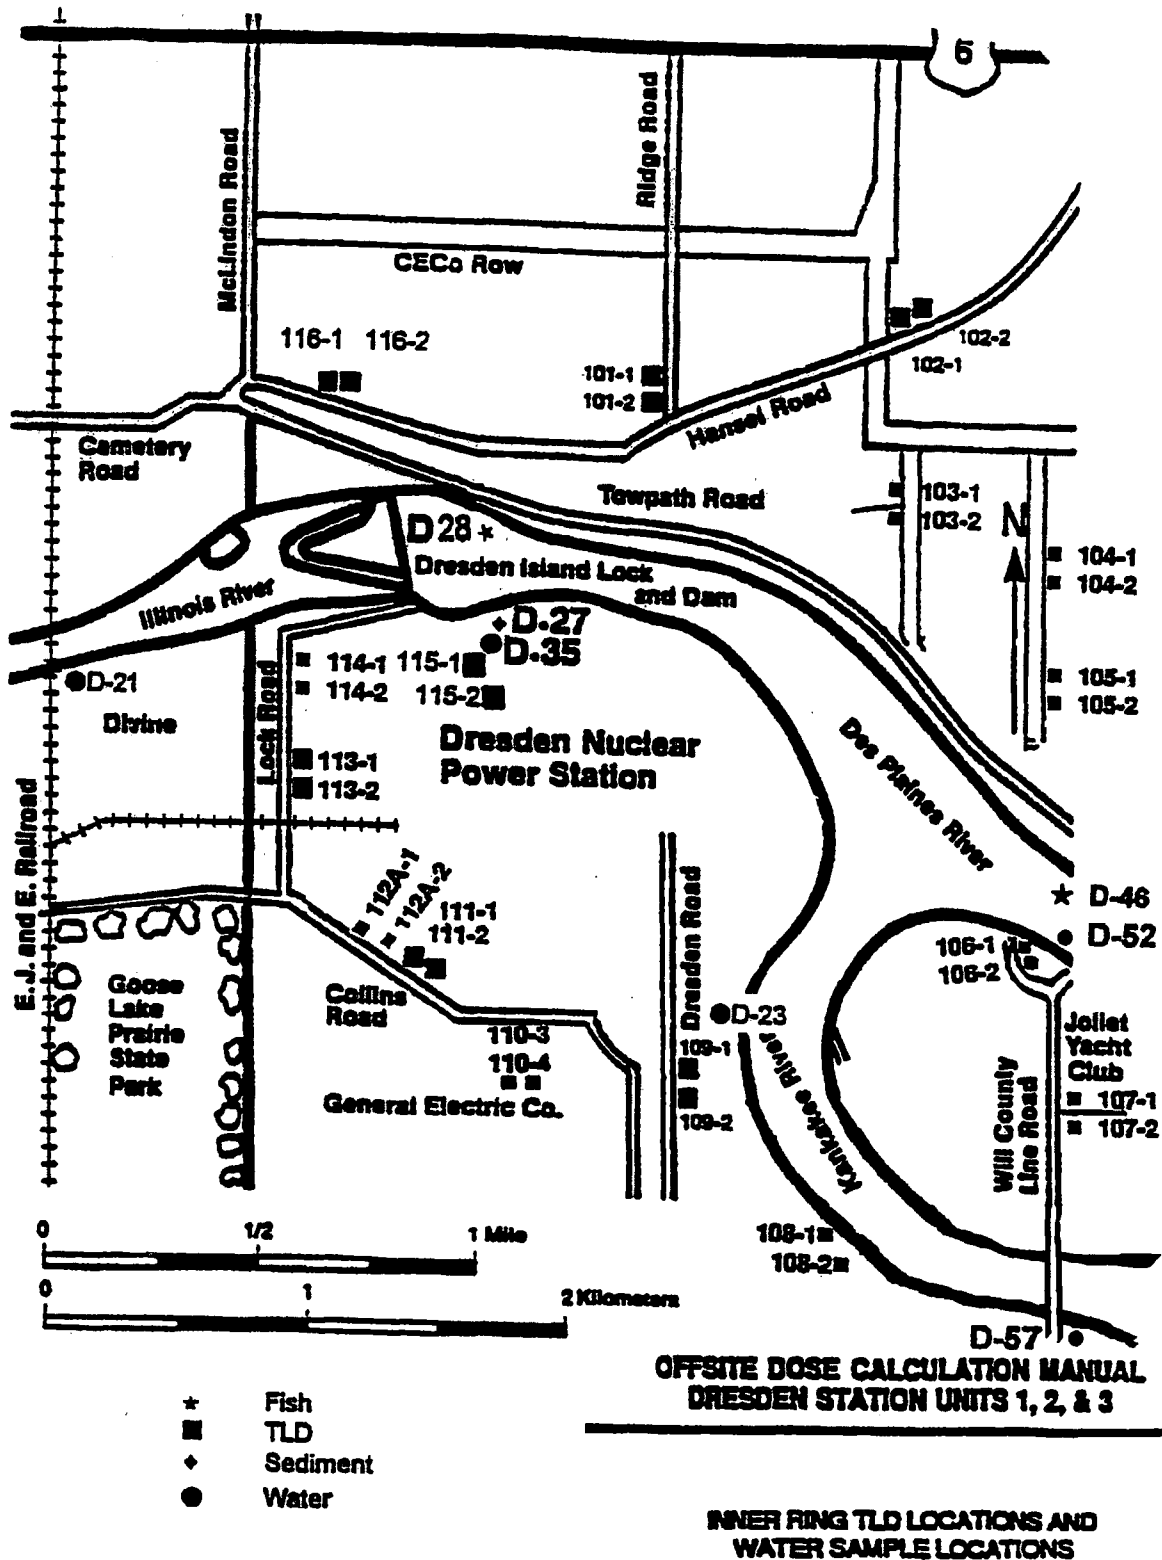 6
McLindon Road
Ridge Road
CECo Row
116-1 116-2
101-1
101-2
102-2
102-1
Hansel Road
Cemetery
Road
Towpath Road
103-1
103-2
N
104-1
104-2
D28
Dresden Island Lock
and Dam
Illinois River
D-27
D-35
114-1
114-2
115-1
115-2
105-1
105-2
D-21
Divine
Lock Road
Dresden Nuclear
Power Station
Des Plaines River
113-1
113-2
E.J. and E. Railroad
112A-1
112A-2
111-1
111-2
Dresden Road
D-46
D-52
106-1
106-2
Goose
Lake
Prairie
State
Park
Collins
Road
D-23
110-3
110-4
General Electric Co.
109-1
109-2
Kankakee River
Joliet
Yacht
Club
Will County
Line Road
107-1
107-2
108-1
108-2
0 1/2 1 Mile
0 1 2 Kilometers
D-57
OFFSITE DOSE CALCULATION MANUAL
DRESDEN STATION UNITS 1, 2, & 3
Fish
TLD
Sediment
Water
INNER RING TLD LOCATIONS AND
WATER SAMPLE LOCATIONS